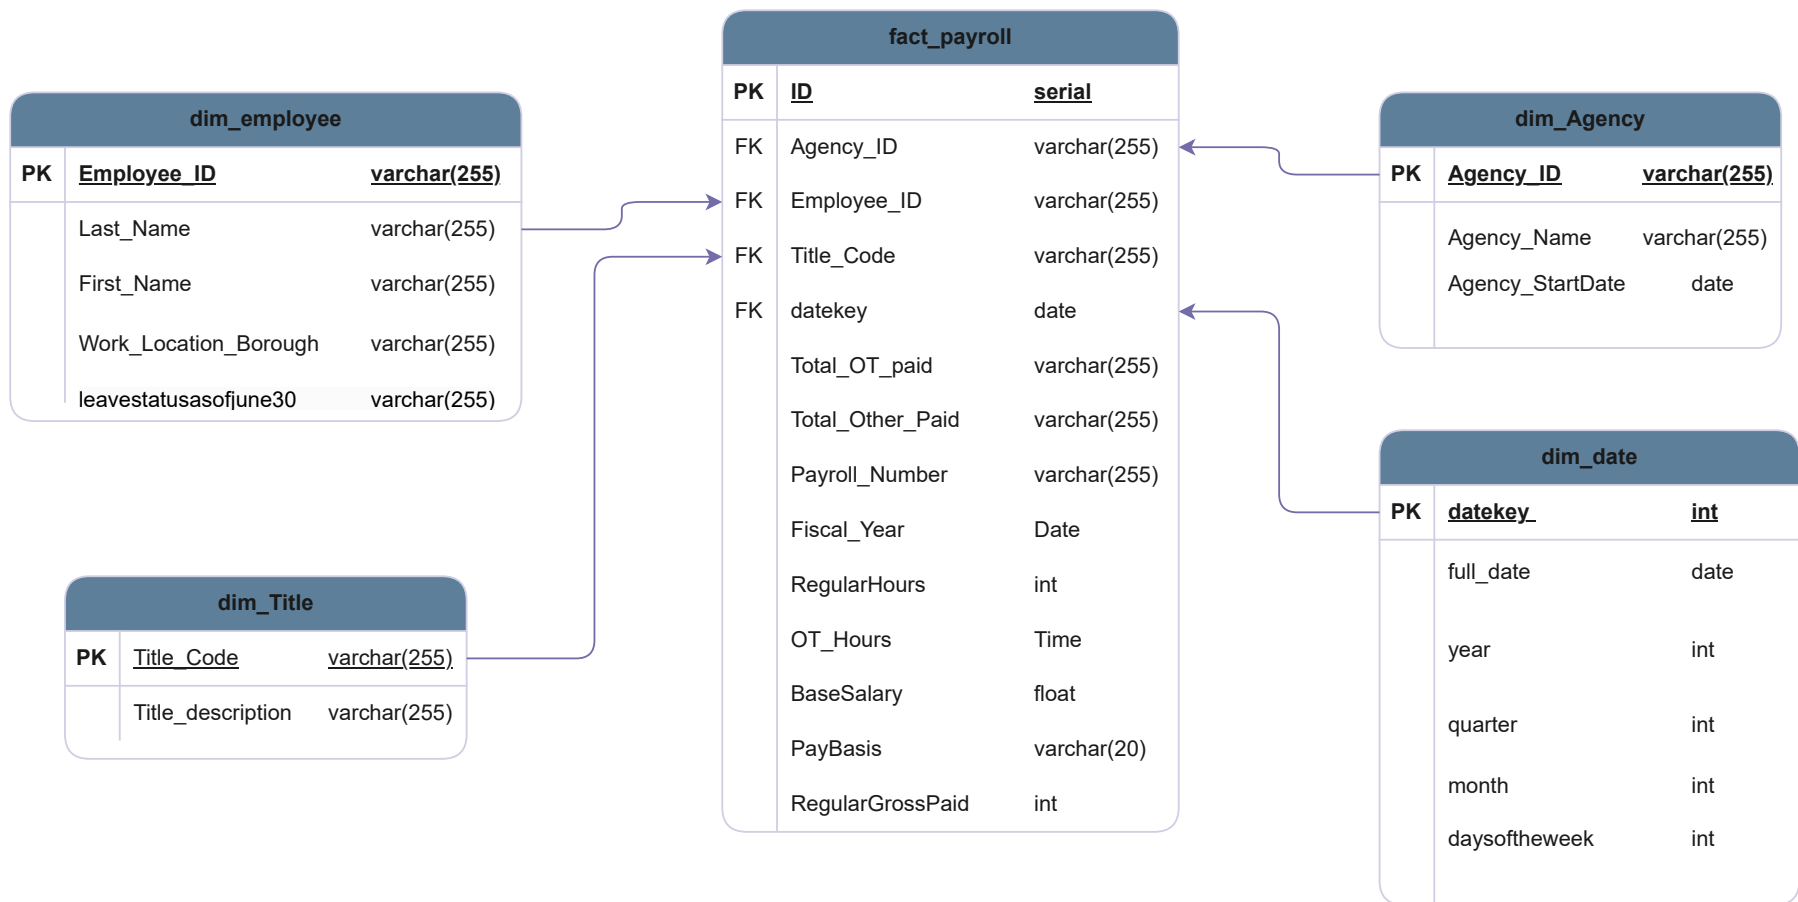 fact_payroll
PK ID serial
FK Agency_ID varchar(255)
FK Employee_ID varchar(255)
FK Title_Code varchar(255)
FK datekey date
Total_OT_paid varchar(255)
Total_Other_Paid varchar(255)
Payroll_Number varchar(255)
Fiscal_Year Date
RegularHours int
OT_Hours Time
BaseSalary float
PayBasis varchar(20)
RegularGrossPaid int
dim_employee
PK Employee_ID varchar(255)
Last_Name varchar(255)
First_Name varchar(255)
Work_Location_Borough varchar(255)
leavestatusasofjune30 varchar(255)
dim_Title
PK Title_Code varchar(255)
Title_description varchar(255)
dim_Agency
PK Agency_ID varchar(255)
Agency_Name varchar(255)
Agency_StartDate date
dim_date
PK datekey int
full_date date
year int
quarter int
month int
daysoftheweek int